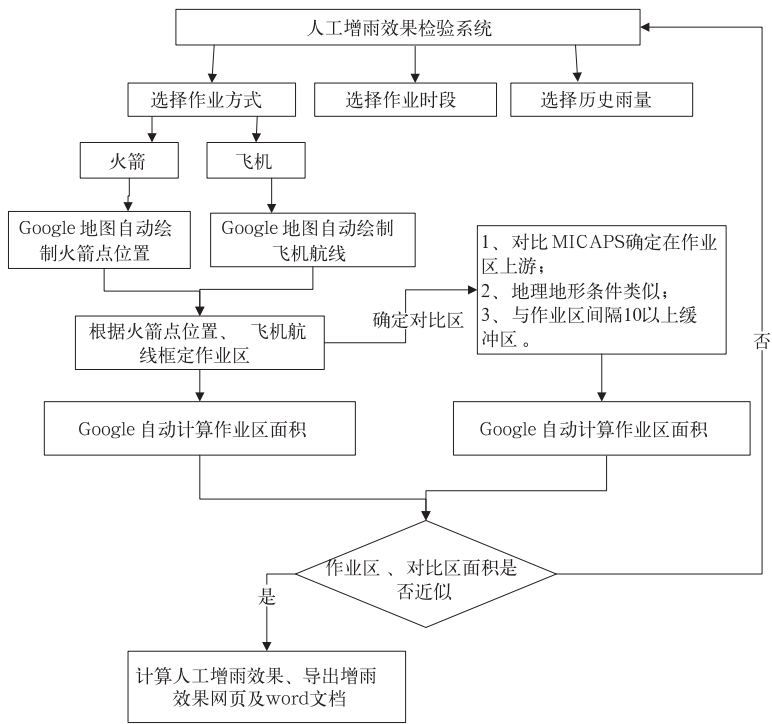 人工增雨效果检验系统
选择作业方式
选择作业时段
选择历史雨量
火箭
飞机
Google 地图自动绘
制火箭点位置
Google 地图自动绘制
飞机航线
1、对比 MICAPS确定在作业
区上游；
2、地理地形条件类似；
3、与作业区间隔10以上缓
冲区 。
确定对比区
根据火箭点位置、 飞机航
线框定作业区
否
Google 自动计算作业区面积
Google 自动计算作业区面积
作业区 、对比区面积是
否近似
是
计算人工增雨效果、导出增雨
效果网页及word文档